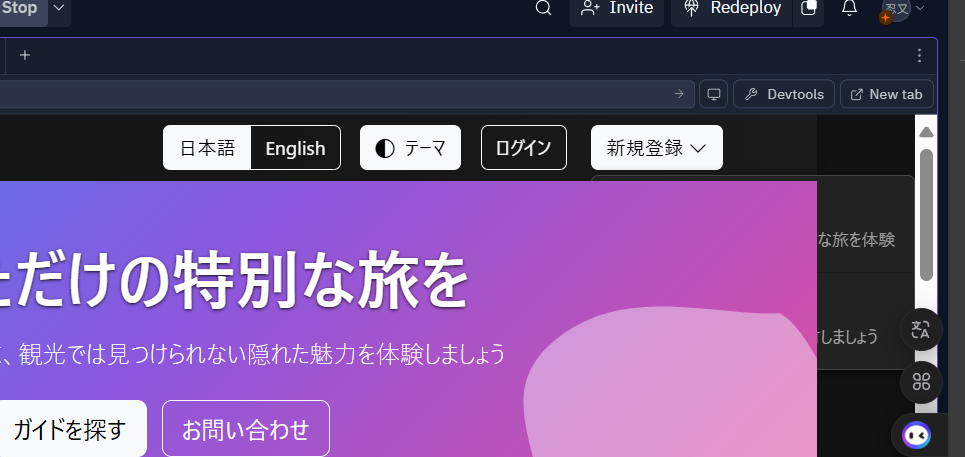 Stop
Invite
Redeploy
忍又
Devtools
New tab
日本語 English テーマ ログイン 新規登録
な旅を体験
だけの特別な旅を
、観光では見つけられない隠れた魅力を体験しましょう
しましょう
ガイドを探す お問い合わせ